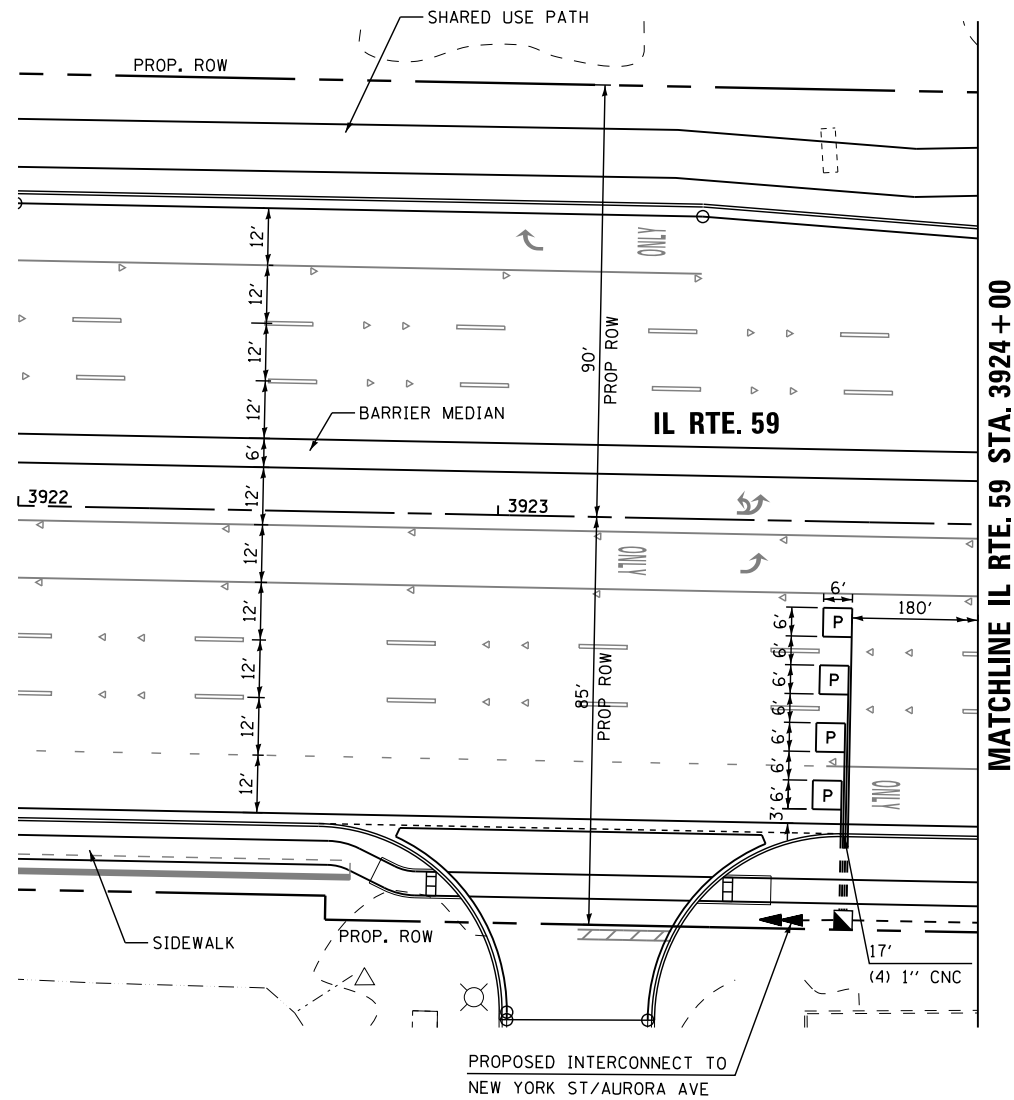 SHARED USE PATH
PROP. ROW
ONLY
12'
12'
12'
12'
6'
12'
12'
12'
12'
12'
12'
90'
PROP ROW
BARRIER MEDIAN
IL RTE. 59
3922
3923
ONLY
6'
180'
P
P
P
P
6'
6'
6'
6'
6'
6'
6'
3'
85'
PROP ROW
ONLY
MATCHLINE IL RTE. 59 STA. 3924+00
SIDEWALK
PROP. ROW
17'
(4) 1'' CNC
PROPOSED INTERCONNECT TO
NEW YORK ST/AURORA AVE